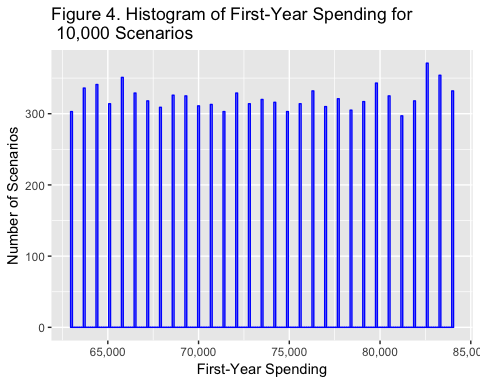 Figure 4. Histogram of First-Year Spending for
10,000 Scenarios
Number of Scenarios
300
200
100
0
65,000 70,000 75,000 80,000 85,000
First-Year Spending